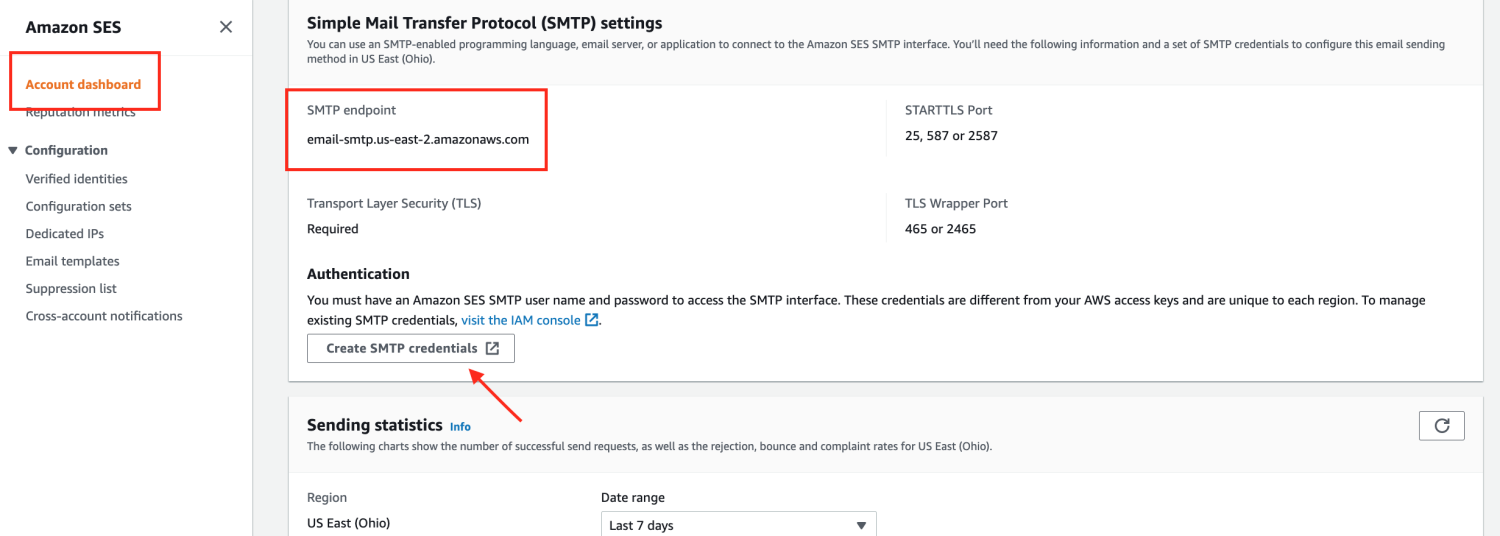 Amazon SES
Account dashboard
Reputation metrics
Configuration
Verified identities
Configuration sets
Dedicated IPs
Email templates
Suppression list
Cross-account notifications
Simple Mail Transfer Protocol (SMTP) settings
You can use an SMTP-enabled programming language, email server, or application to connect to the Amazon SES SMTP interface. You'll need the following information and a set of SMTP credentials to configure this email sending
method in US East (Ohio).
SMTP endpoint
email-smtp.us-east-2.amazonaws.com
STARTTLS Port
25, 587 or 2587
Transport Layer Security (TLS)
Required
TLS Wrapper Port
465 or 2465
Authentication
You must have an Amazon SES SMTP user name and password to access the SMTP interface. These credentials are different from your AWS access keys and are unique to each region. To manage
existing SMTP credentials, visit the IAM console.
Create SMTP credentials
Sending statistics Info
The following charts show the number of successful send requests, as well as the rejection, bounce and complaint rates for US East (Ohio).
Region
US East (Ohio)
Date range
Last 7 days